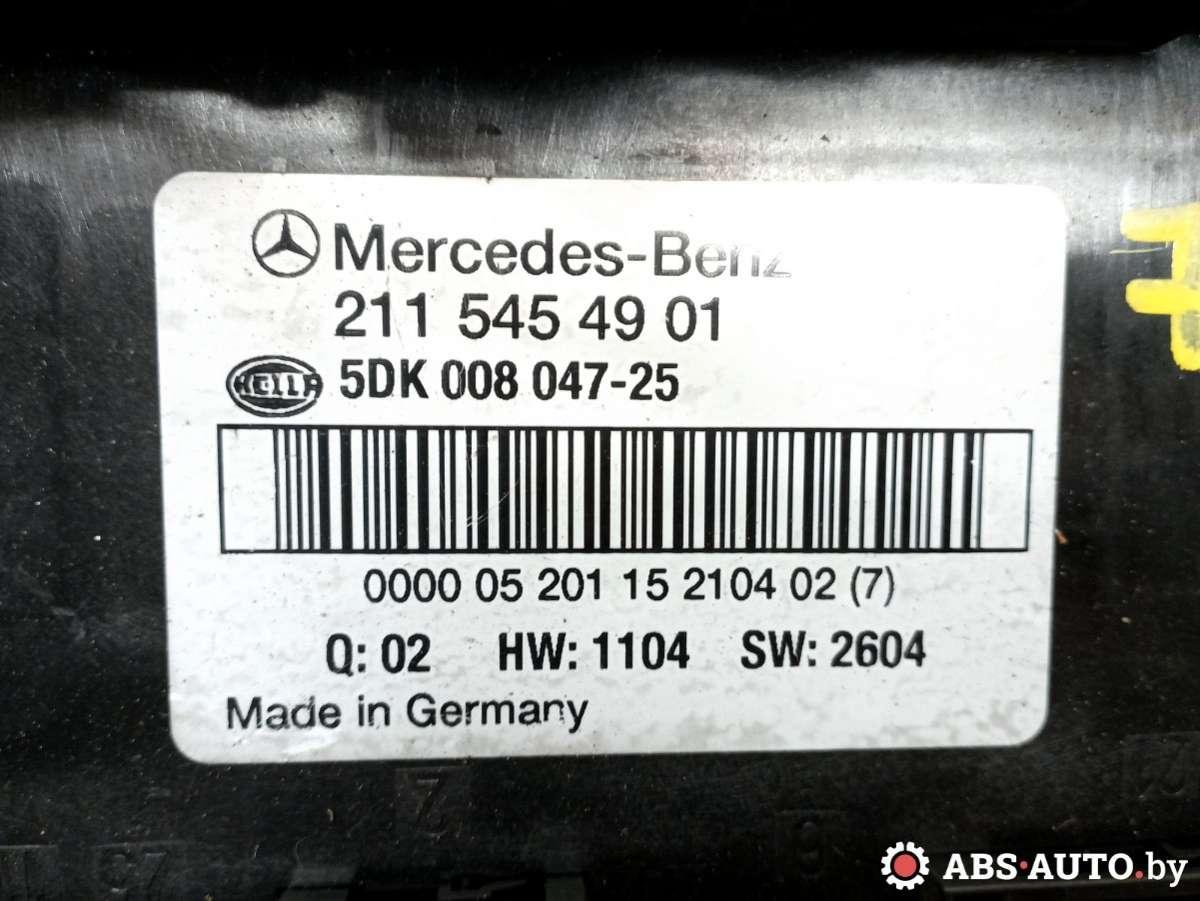 Mercedes-Benz
211 545 49 01
HELLA 5DK 008 047-25
0000 05 201 15 2104 02 (7)
Q: 02 HW: 1104 SW: 2604
Made in Germany
Z
ABS-AUTO.by